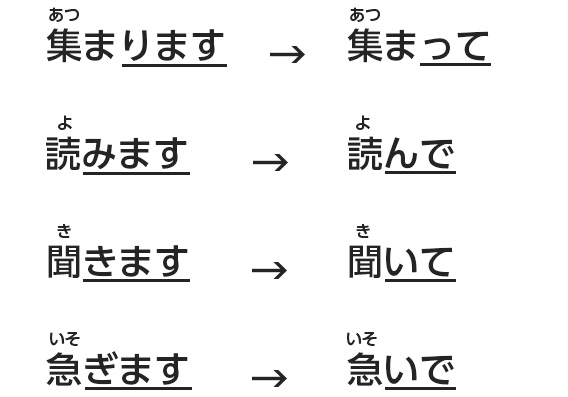 あつ あつ
集まります → 集まって
よ よ
読みます → 読んで
き き
聞きます → 聞いて
いそ いそ
急ぎます → 急いで